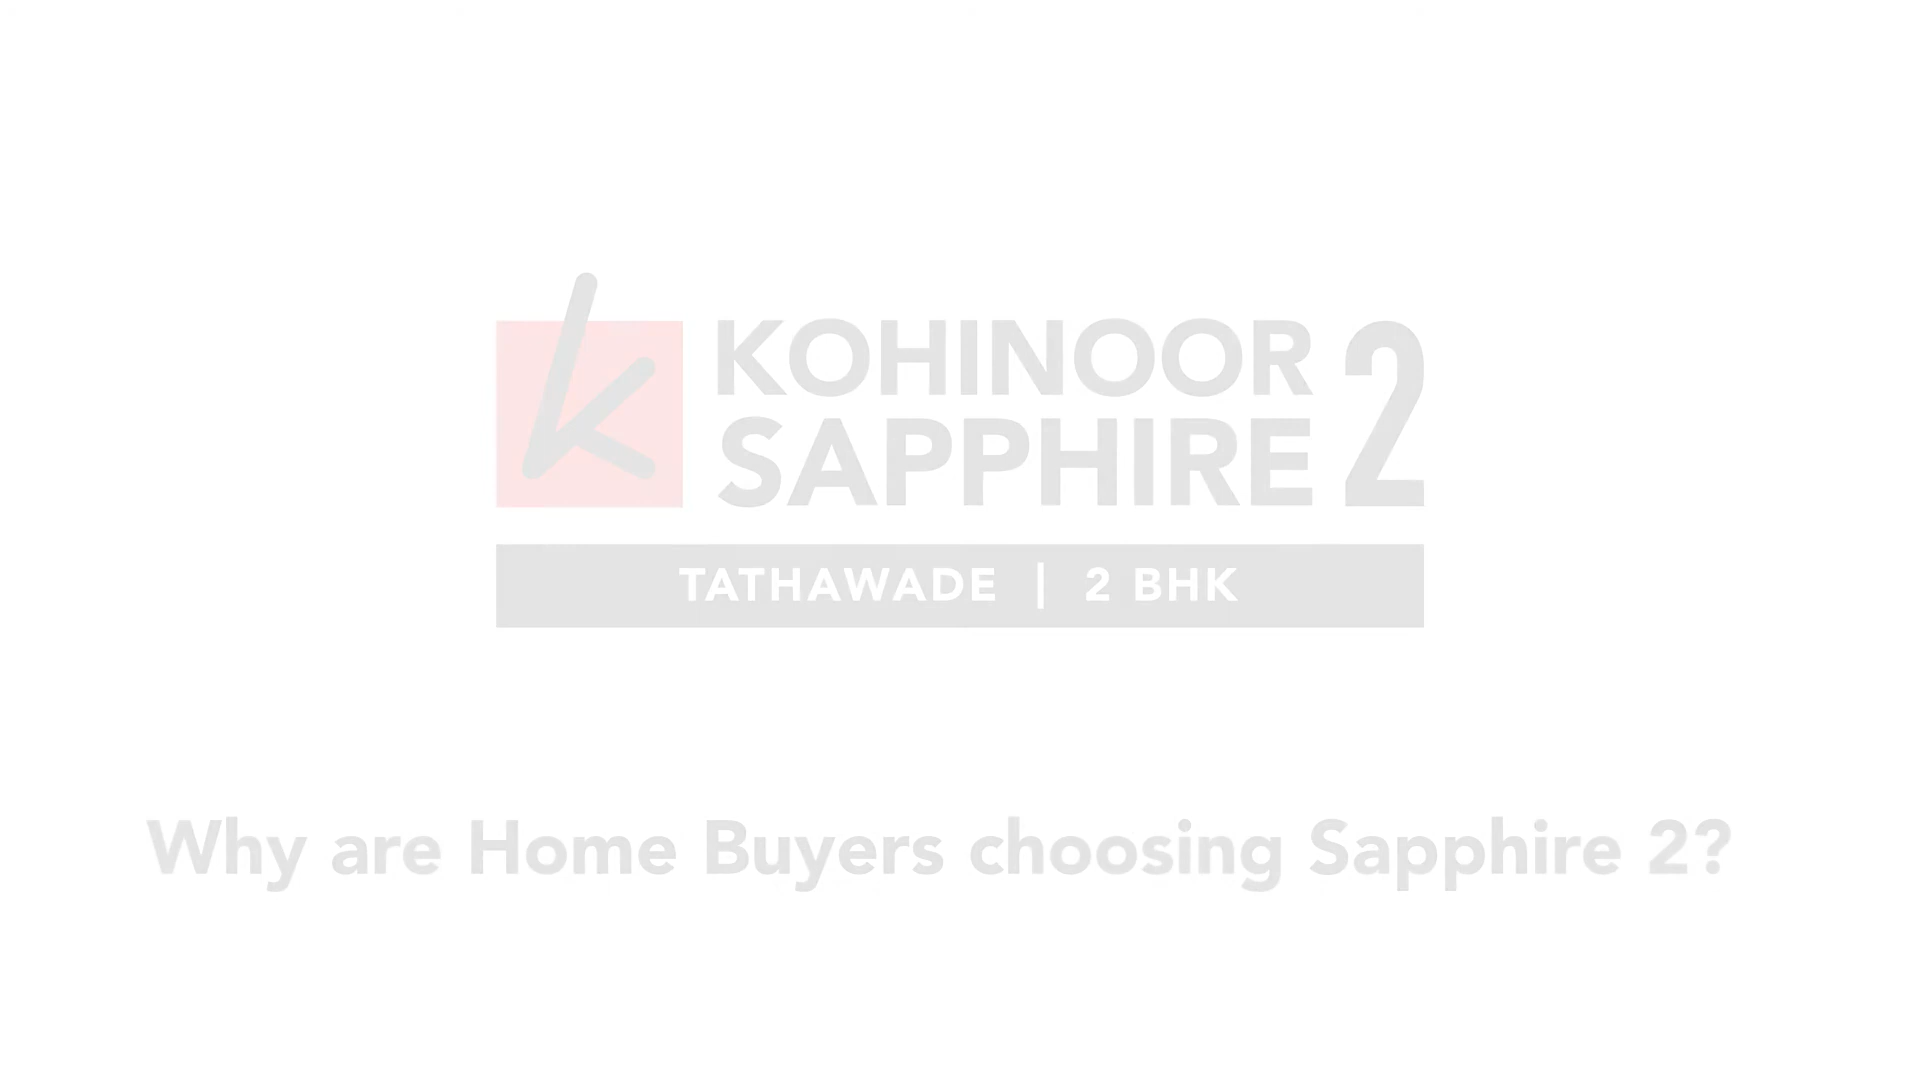 KOHINOOR
SAPPHIRE 2
TATHAWADE | 2 BHK
Why are Home Buyers choosing Sapphire 2?